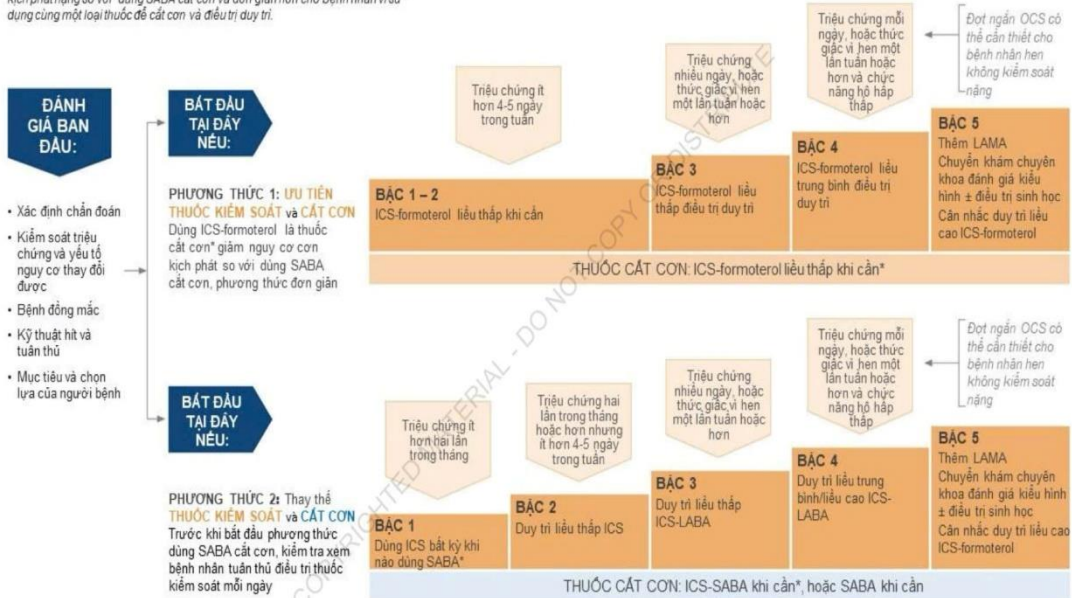 kịch phát nặng so với dùng SABA cắt cơn và đơn giản hơn cho bệnh nhân vì sử
dụng cùng một loại thuốc để cắt cơn và điều trị duy trì.
ĐÁNH
GIÁ BAN
ĐẦU:
• Xác định chẩn đoán
• Kiểm soát triệu
chứng và yếu tố
nguy cơ thay đổi
được
• Bệnh đồng mắc
• Kỹ thuật hít và
tuân thủ
• Mục tiêu và chọn
lựa của người bệnh
BẮT ĐẦU
TẠI ĐÂY
NẾU:
PHƯƠNG THỨC 1: ƯU TIÊN
THUỐC KIỂM SOÁT và CẮT CƠN
Dùng ICS-formoterol là thuốc
cắt cơn* giảm nguy cơ cơn
kịch phát so với dùng SABA
cắt cơn, phương thức đơn giản
Triệu chứng ít
hơn 4-5 ngày
trong tuần
Triệu chứng
nhiều ngày, hoặc
thức giấc vì hen
một lần tuần hoặc
hơn
Triệu chứng mỗi
ngày, hoặc thức
giấc vì hen một
lần tuần hoặc
hơn và chức
năng hô hấp
thấp
Đợt ngắn OCS có
thể cần thiết cho
bệnh nhân hen
không kiểm soát
nặng
BẬC 1 – 2
ICS-formoterol liều thấp khi cần
BẬC 3
ICS-formoterol liều
thấp điều trị duy trì
BẬC 4
ICS-formoterol liều
trung bình điều trị
duy trì
BẬC 5
Thêm LAMA
Chuyển khám chuyên
khoa đánh giá kiểu
hình ± điều trị sinh học
Cân nhắc duy trì liều
cao ICS-formoterol
THUỐC CẮT CƠN: ICS-formoterol liều thấp khi cần*
BẮT ĐẦU
TẠI ĐÂY
NẾU:
PHƯƠNG THỨC 2: Thay thế
THUỐC KIỂM SOÁT và CẮT CƠN
Trước khi bắt đầu phương thức
dùng SABA cắt cơn, kiểm tra xem
bệnh nhân tuân thủ điều trị thuốc
kiểm soát mỗi ngày
Triệu chứng ít
hơn hai lần
trong tháng
Triệu chứng hai
lần trong tháng
hoặc hơn nhưng
ít hơn 4-5 ngày
trong tuần
Triệu chứng
nhiều ngày, hoặc
thức giấc vì hen
một lần tuần hoặc
hơn
Triệu chứng mỗi
ngày, hoặc thức
giấc vì hen một
lần tuần hoặc
hơn và chức
năng hô hấp
thấp
Đợt ngắn OCS có
thể cần thiết cho
bệnh nhân hen
không kiểm soát
nặng
BẬC 1
Dùng ICS bất kỳ khi
nào dùng SABA*
BẬC 2
Duy trì liều thấp ICS
BẬC 3
Duy trì liều thấp
ICS-LABA
BẬC 4
Duy trì liều trung
bình/liều cao ICS-
LABA
BẬC 5
Thêm LAMA
Chuyển khám chuyên
khoa đánh giá kiểu hình
± điều trị sinh học
Cân nhắc duy trì liều cao
ICS-formoterol
THUỐC CẮT CƠN: ICS-SABA khi cần*, hoặc SABA khi cần
COPYRIGHTED MATERIAL - DO NOT COPY OR DISTRIBUTE